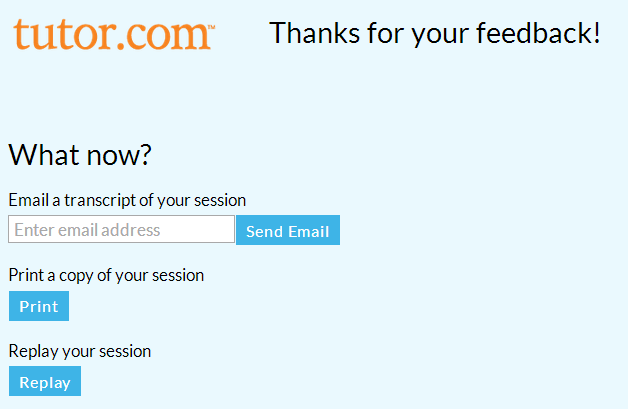 tutor.com™ Thanks for your feedback!
What now?
Email a transcript of your session
Enter email address Send Email
Print a copy of your session
Print
Replay your session
Replay